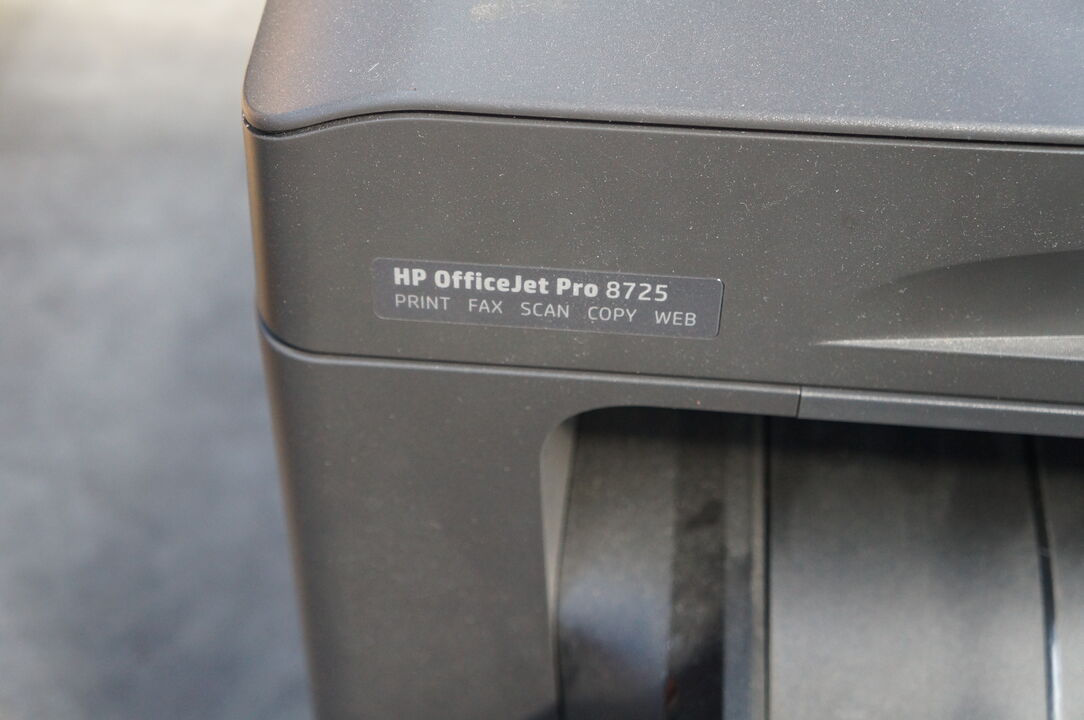 HP OfficeJet Pro 8725
PRINT FAX SCAN COPY WEB